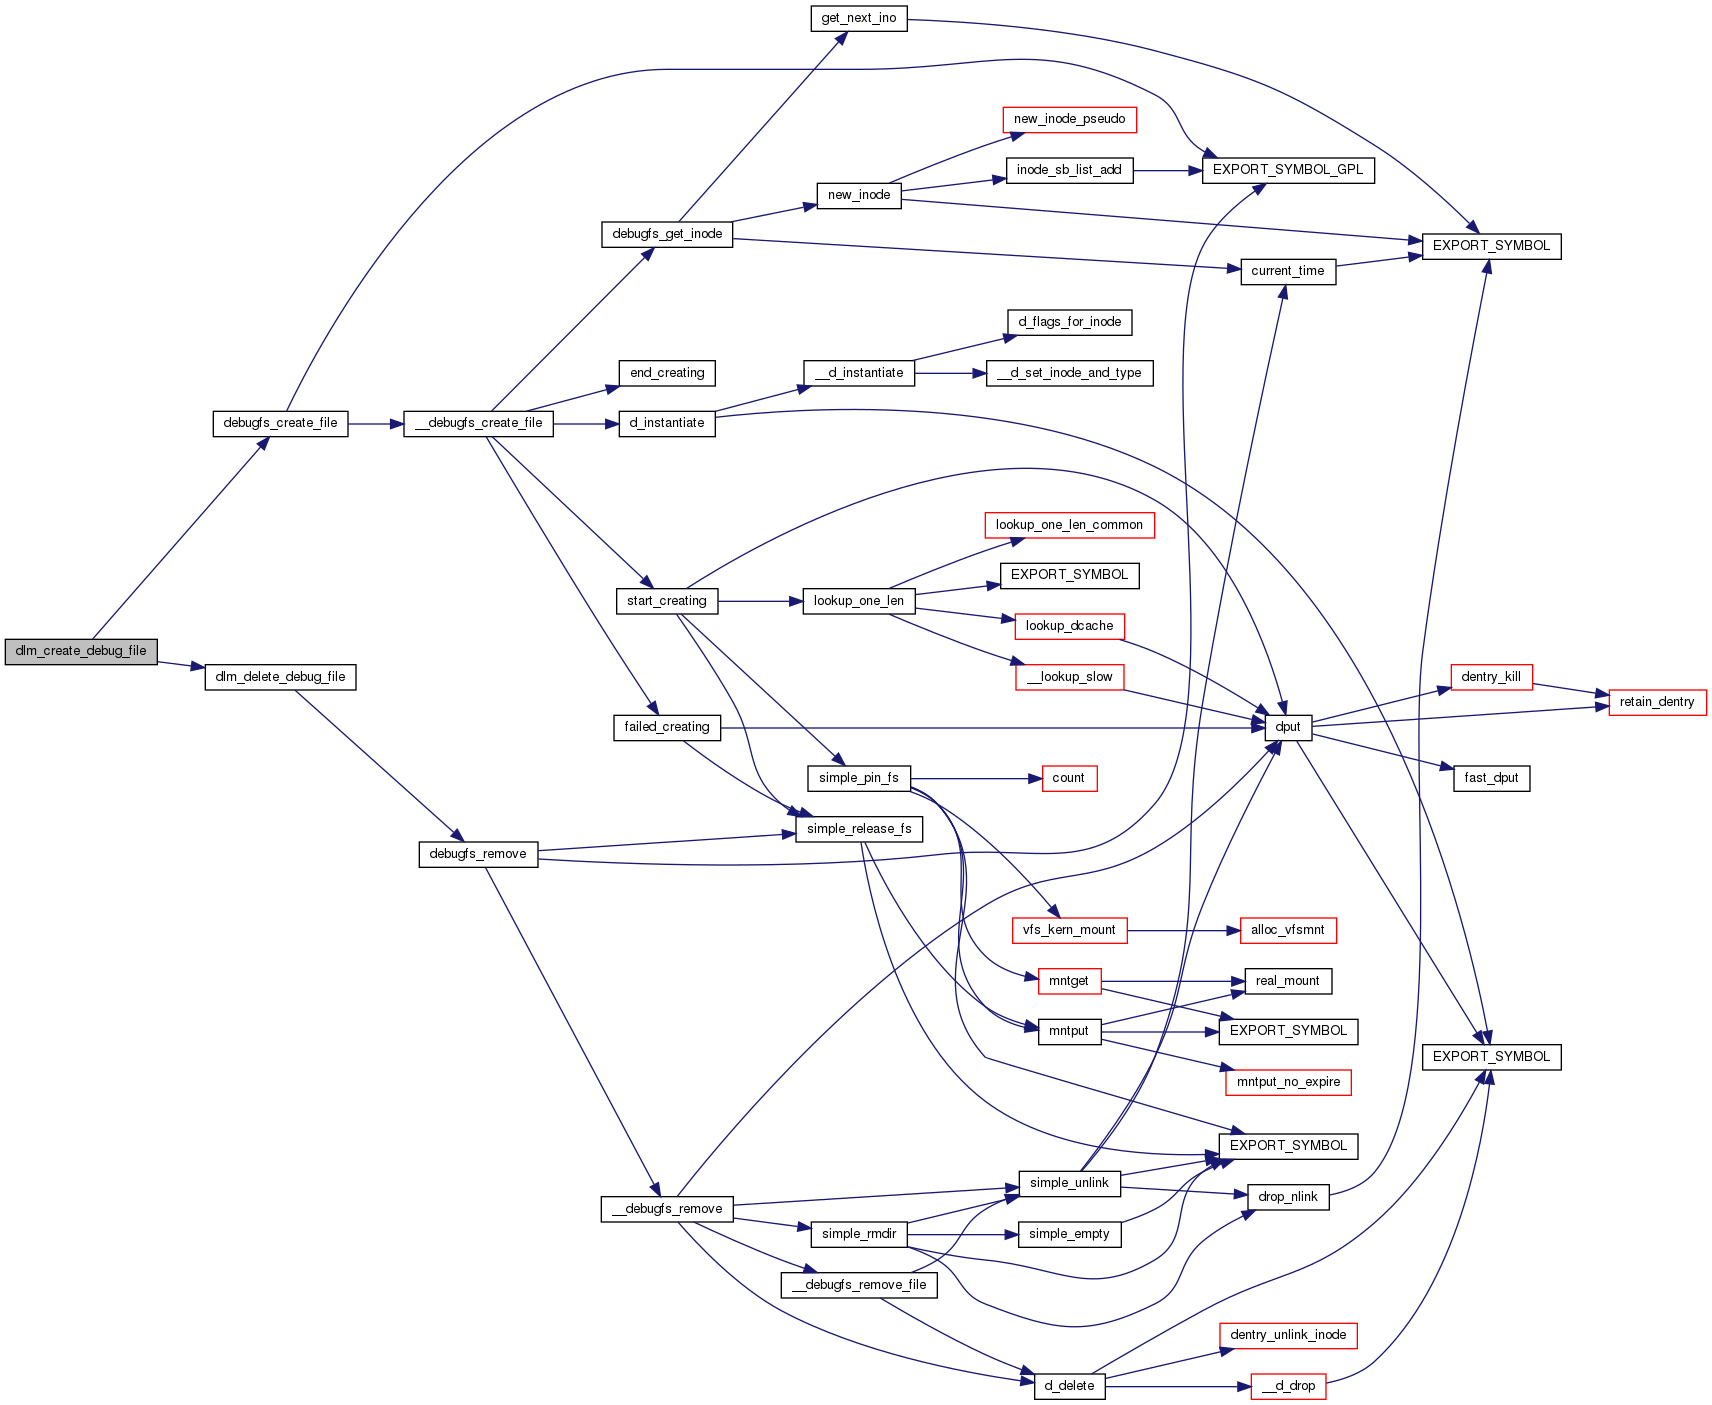 get_next_ino
new_inode_pseudo
inode_sb_list_add
EXPORT_SYMBOL_GPL
new_inode
debugfs_get_inode
EXPORT_SYMBOL
current_time
d_flags_for_inode
end_creating
__d_instantiate
__d_set_inode_and_type
debugfs_create_file
__debugfs_create_file
d_instantiate
lookup_one_len_common
EXPORT_SYMBOL
start_creating
lookup_one_len
lookup_dcache
dlm_create_debug_file
dlm_delete_debug_file
__lookup_slow
dentry_kill
retain_dentry
failed_creating
dput
simple_pin_fs
count
fast_dput
simple_release_fs
debugfs_remove
vfs_kern_mount
alloc_vfsmnt
mntget
real_mount
mntput
EXPORT_SYMBOL
EXPORT_SYMBOL
mntput_no_expire
EXPORT_SYMBOL
simple_unlink
drop_nlink
__debugfs_remove
simple_rmdir
simple_empty
__debugfs_remove_file
dentry_unlink_inode
d_delete
__d_drop